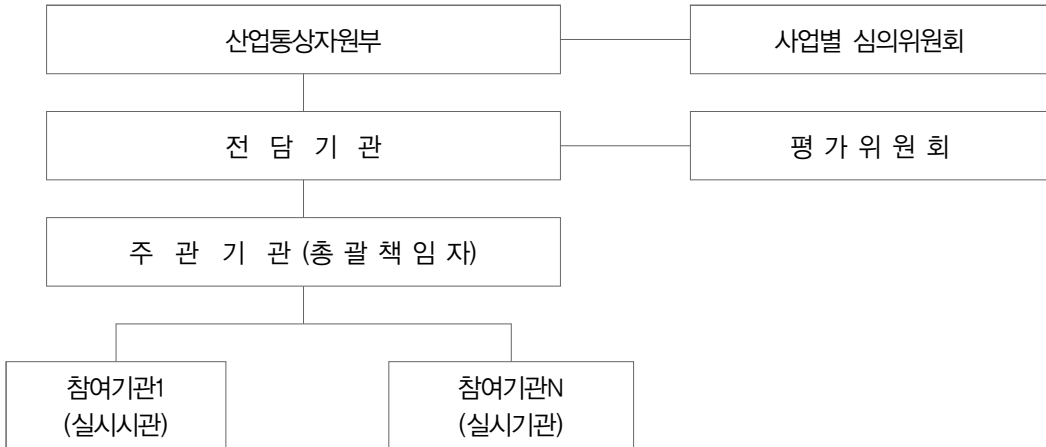 산업통상자원부
사업별 심의위원회
전 담 기 관
평 가 위 원 회
주 관 기 관 (총 괄 책 임 자)
참여기관1
(실시시관)
참여기관N
(실시기관)